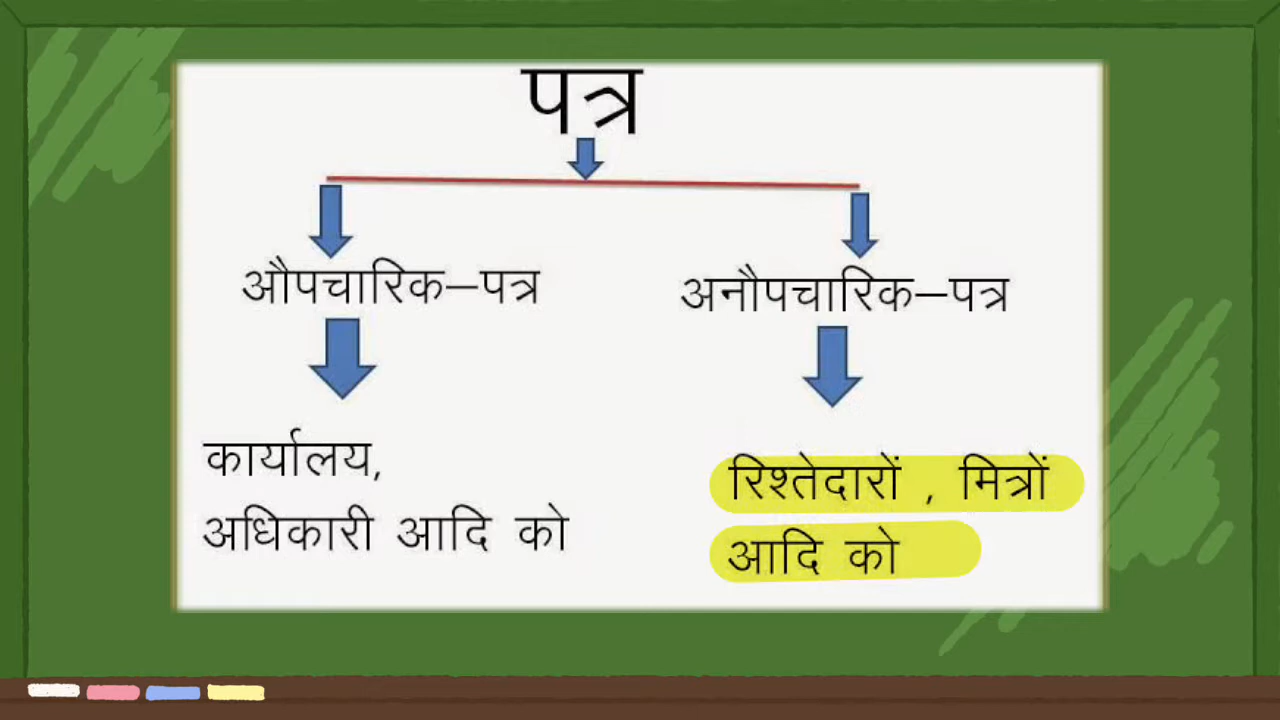 पत्र
औपचारिक–पत्र
अनौपचारिक–पत्र
कार्यालय,
अधिकारी आदि को
रिश्तेदारों , मित्रों
आदि को